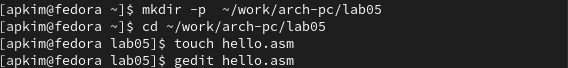 [apkim@fedora ~]$ mkdir -p  ~/work/arch-pc/lab05
[apkim@fedora ~]$ cd ~/work/arch-pc/lab05
[apkim@fedora lab05]$ touch hello.asm
[apkim@fedora lab05]$ gedit hello.asm